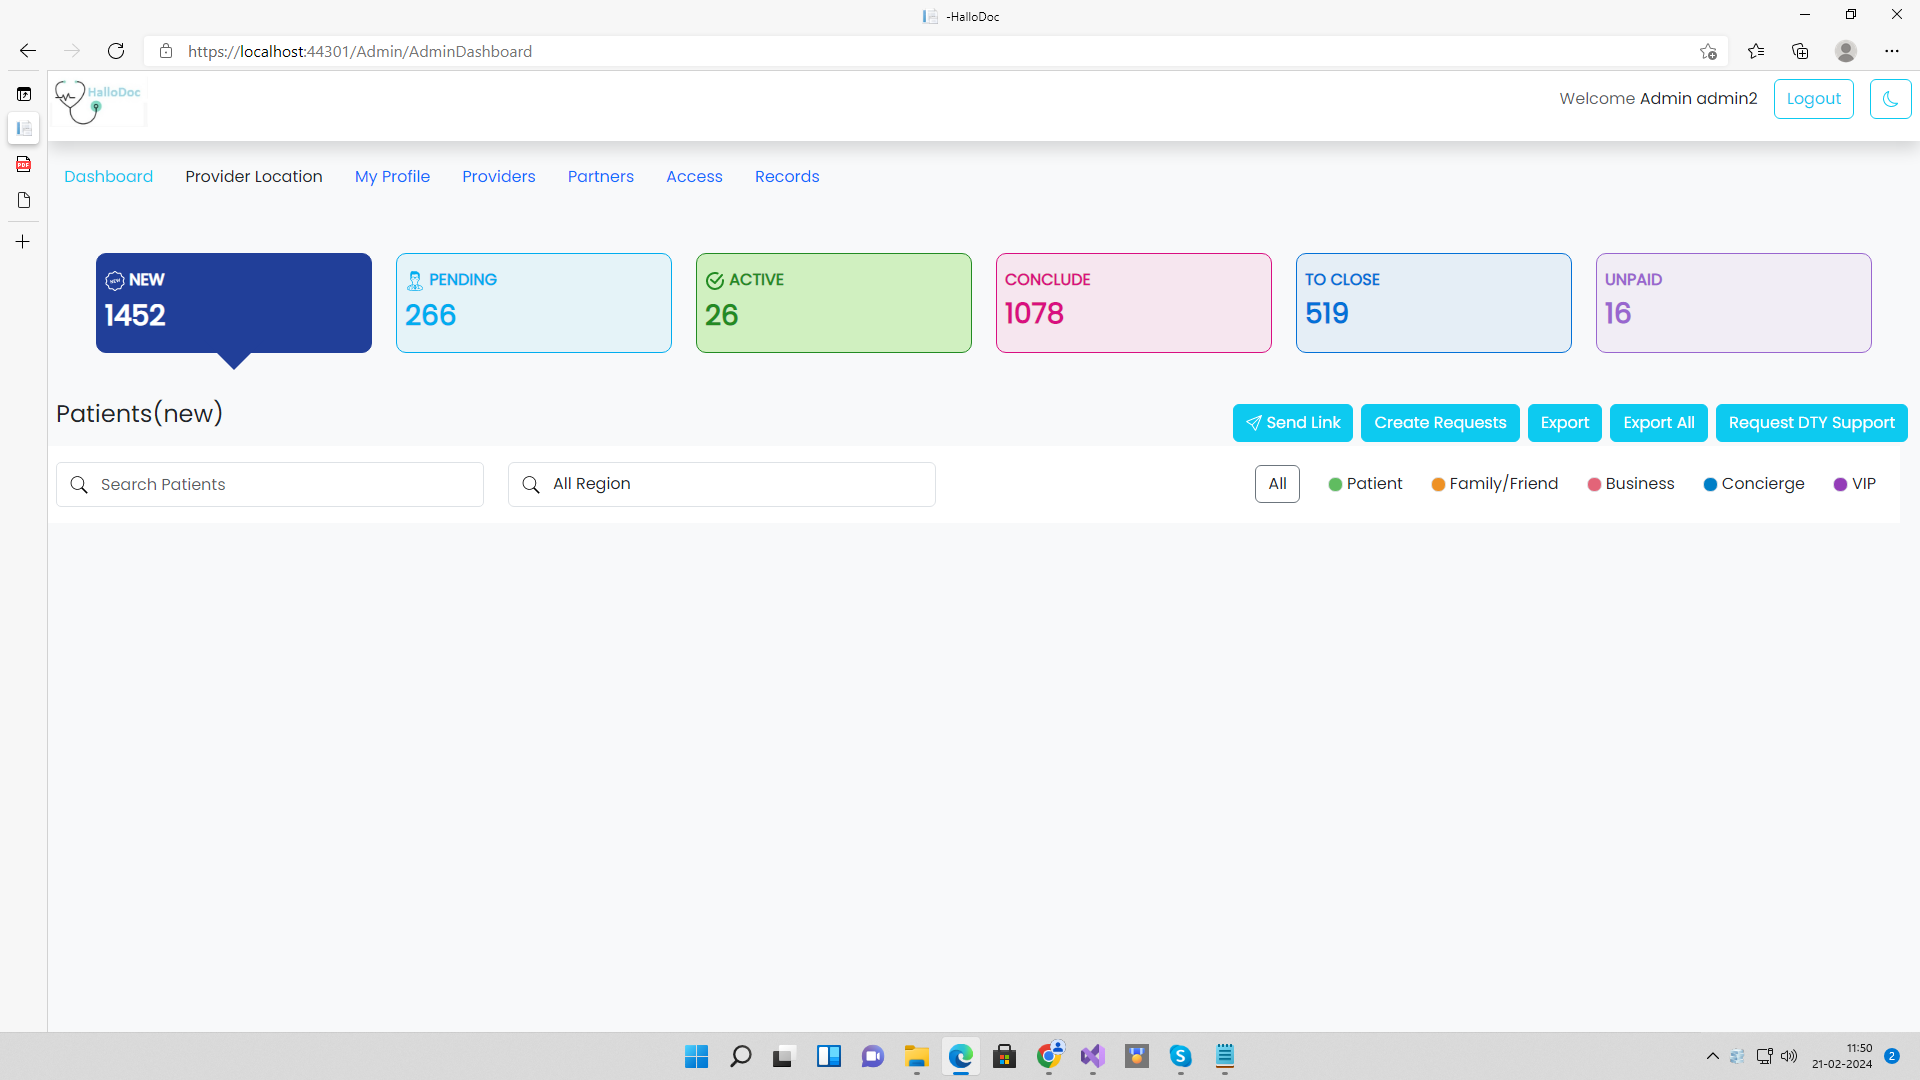 -HalloDoc
https://localhost:44301/Admin/AdminDashboard
HalloDoc
Welcome Admin admin2
Logout
Dashboard Provider Location My Profile Providers Partners Access Records
NEW
1452
PENDING
266
ACTIVE
26
CONCLUDE
1078
TO CLOSE
519
UNPAID
16
Patients(new)
Send Link Create Requests Export Export All Request DTY Support
Search Patients
All Region
All Patient Family/Friend Business Concierge VIP
PDF
11:50
21-02-2024
2